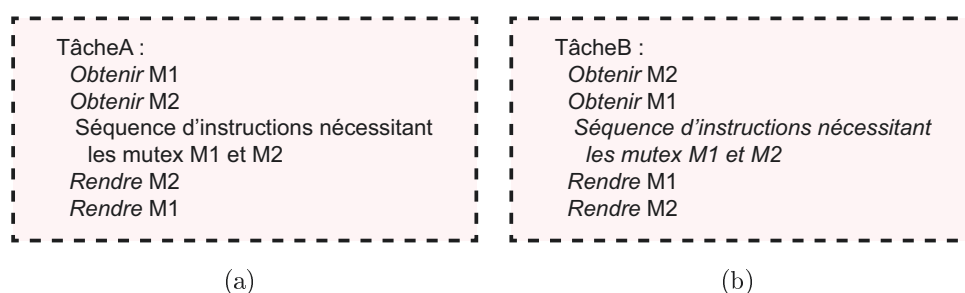 TâcheA :
Obtenir M1
Obtenir M2
Séquence d'instructions nécessitant
les mutex M1 et M2
Rendre M2
Rendre M1
(a)
TâcheB :
Obtenir M2
Obtenir M1
Séquence d'instructions nécessitant
les mutex M1 et M2
Rendre M1
Rendre M2
(b)